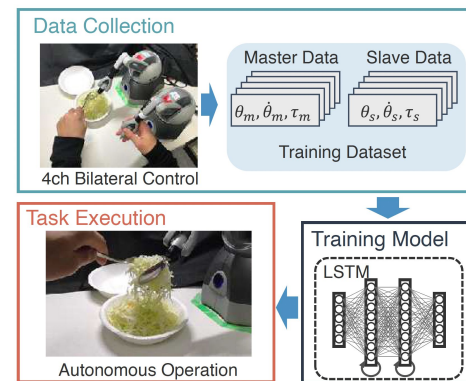 Data Collection
Master Data
Slave Data
θₘ, θ̇ₘ, τₘ
θₛ, θ̇ₛ, τₛ
Training Dataset
4ch Bilateral Control
Task Execution
Autonomous Operation
Training Model
LSTM